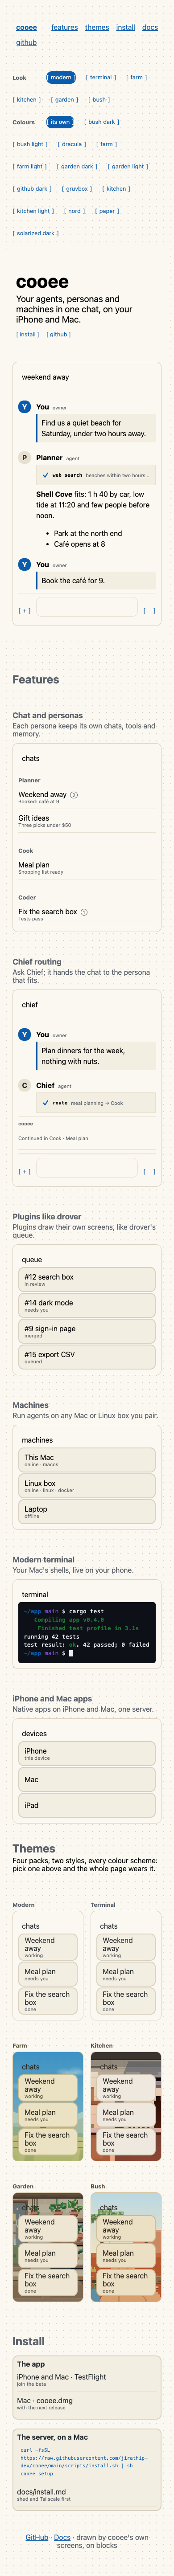 cooee features themes install docs
github
Look [ modern ] [ terminal ] [ farm ]
[ kitchen ] [ garden ] [ bush ]
Colours [ Its own ] [ bush dark ]
[ bush light ] [ dracula ] [ farm ]
[ farm light ] [ garden dark ] [ garden light ]
[ github dark ] [ gruvbox ] [ kitchen ]
[ kitchen light ] [ nord ] [ paper ]
[ solarized dark ]
cooee
Your agents, personas and
machines in one chat, on your
iPhone and Mac.
[ install ] [ github ]
weekend away
Y You owner
Find us a quiet beach for
Saturday, under two hours away.
P Planner agent
✓ web search beaches within two hours…
Shell Cove fits: 1 h 40 by car, low
tide at 11:20 and few people before
noon.
• Park at the north end
• Café opens at 8
Y You owner
Book the café for 9.
[ + ] [ ]
Features
Chat and personas
Each persona keeps its own chats, tools and
memory.
chats
Planner
Weekend away 2
Booked: café at 9
Gift ideas
Three picks under $50
Cook
Meal plan
Shopping list ready
Coder
Fix the search box 1
Tests pass
Chief routing
Ask Chief; it hands the chat to the persona
that fits.
chief
Y You owner
Plan dinners for the week,
nothing with nuts.
C Chief agent
✓ route meal planning → Cook
cooee
Continued in Cook · Meal plan
[ + ] [ ]
Plugins like drover
Plugins draw their own screens, like drover's
queue.
queue
#12 search box
in review
#14 dark mode
needs you
#9 sign-in page
merged
#15 export CSV
queued
Machines
Run agents on any Mac or Linux box you pair.
machines
This Mac
online · macos
Linux box
online · linux · docker
Laptop
offline
Modern terminal
Your Mac's shells, live on your phone.
terminal
~/app main $ cargo test
Compiling app v0.4.0
Finished test profile in 3.1s
running 42 tests
test result: ok. 42 passed; 0 failed
~/app main $
iPhone and Mac apps
Native apps on iPhone and Mac, one server.
devices
iPhone
this device
Mac
iPad
Themes
Four packs, two styles, every colour scheme:
pick one above and the whole page wears it.
Modern
chats
Weekend
away
working
Meal plan
needs you
Fix the search
box
done
Terminal
chats
Weekend
away
working
Meal plan
needs you
Fix the search
box
done
Farm
chats
Weekend
away
working
Meal plan
needs you
Fix the search
box
done
Kitchen
chats
Weekend
away
working
Meal plan
needs you
Fix the search
box
done
Garden
chats
Weekend
away
working
Meal plan
needs you
Fix the search
box
done
Bush
chats
Weekend
away
working
Meal plan
needs you
Fix the search
box
done
Install
The app
iPhone and Mac · TestFlight
join the beta
Mac · cooee.dmg
with the next release
The server, on a Mac
curl -fsSL
https://raw.githubusercontent.com/jirathip-
dev/cooee/main/scripts/install.sh | sh
cooee setup
docs/install.md
shed and Tailscale first
GitHub · Docs · drawn by cooee's own
screens, on blocks